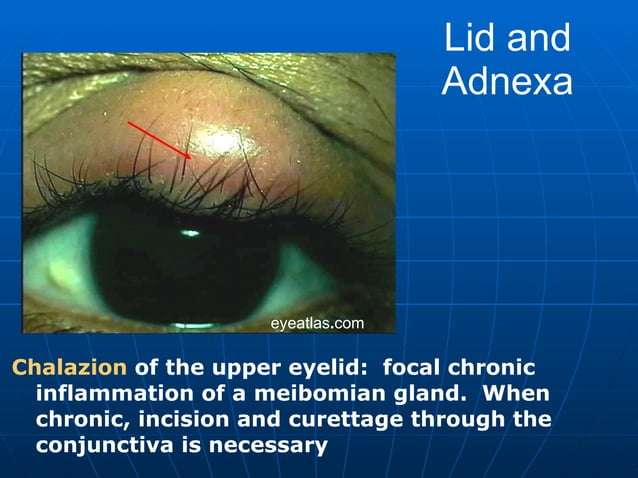 Lid and
Adnexa
eyeatlas.com
Chalazion of the upper eyelid:  focal chronic
inflammation of a meibomian gland.  When
chronic, incision and curettage through the
conjunctiva is necessary